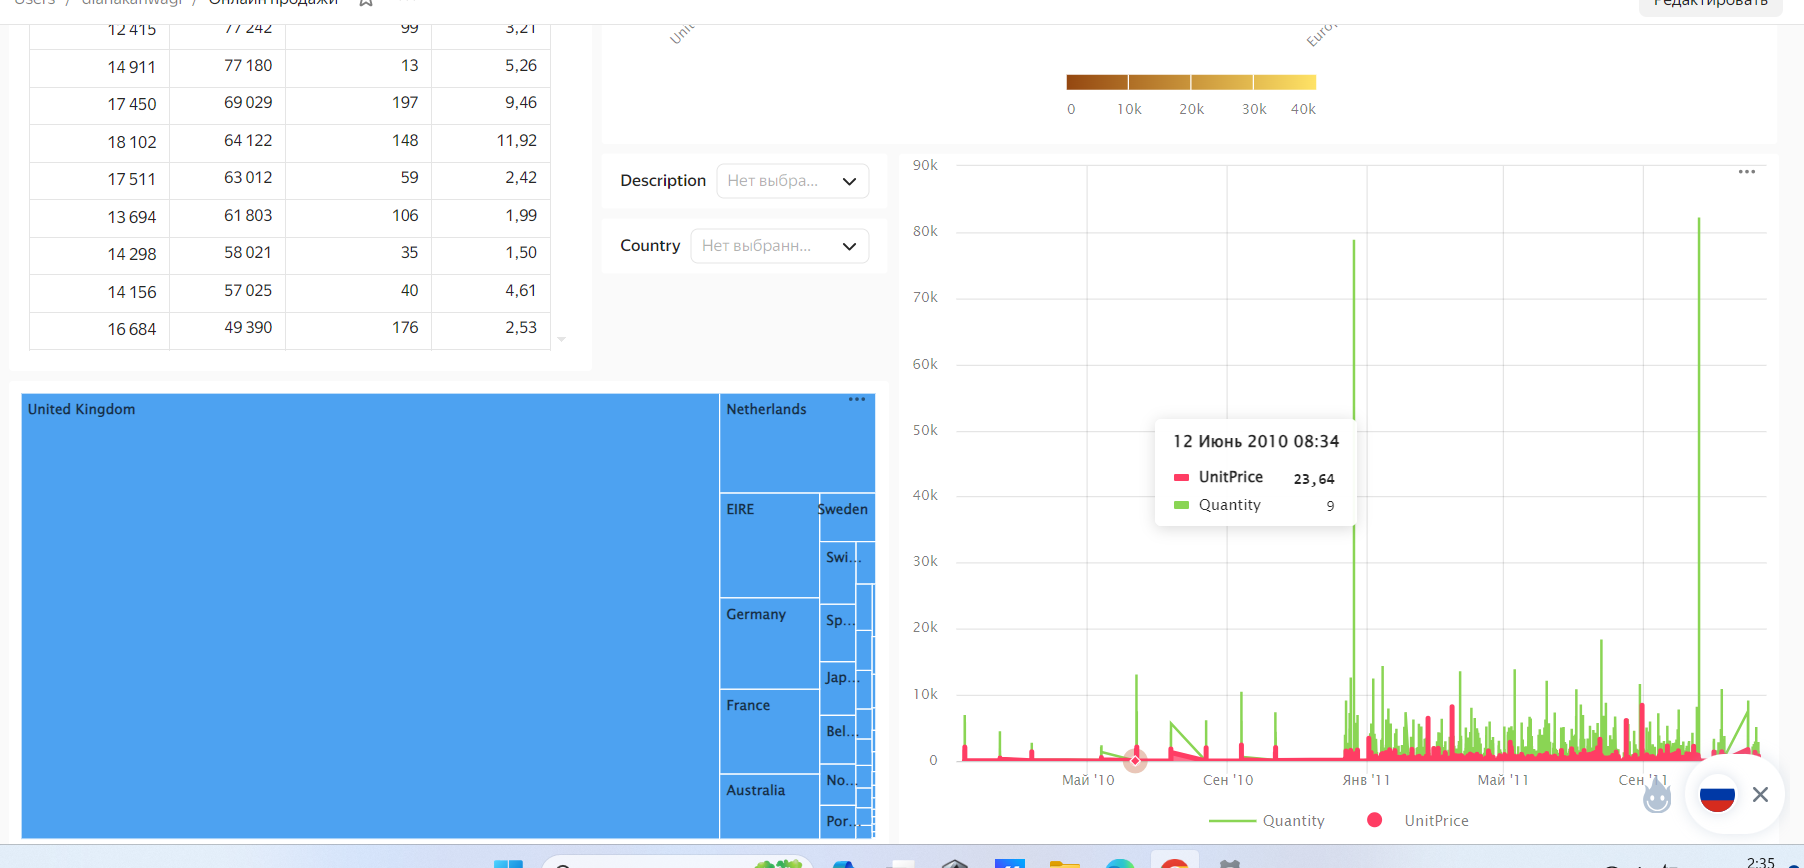 Users / dianakanwagi / Онлайн продажи
Редактировать
12 415 77 242 99 3,21
14 911 77 180 13 5,26
17 450 69 029 197 9,46
18 102 64 122 148 11,92
17 511 63 012 59 2,42
13 694 61 803 106 1,99
14 298 58 021 35 1,50
14 156 57 025 40 4,61
16 684 49 390 176 2,53
0 10k 20k 30k 40k
Description Нет выбра...
Country Нет выбранн...
United Kingdom
Netherlands
EIRE
Sweden
Swi...
Germany
Sp...
Jap...
France
Bel...
No...
Australia
Por...
90k
80k
70k
60k
50k
40k
30k
20k
10k
0
12 Июнь 2010 08:34
UnitPrice 23,64
Quantity 9
Май '10 Сен '10 Янв '11 Май '11 Сен '11
Quantity UnitPrice
2:35